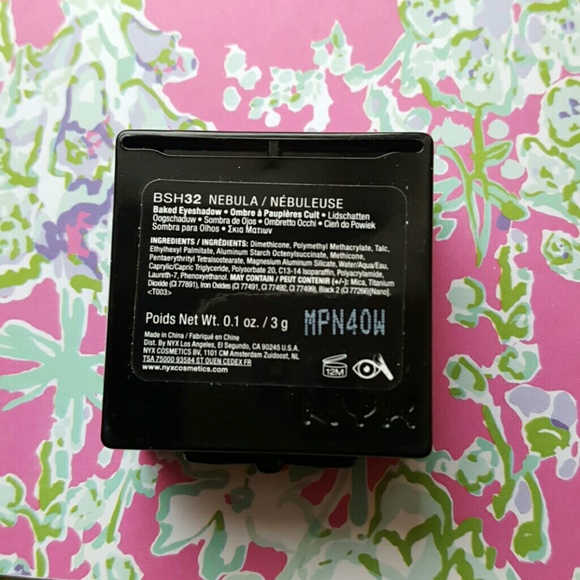 BSH32 NEBULA / NÉBULEUSE
Baked Eyeshadow • Ombre à Paupières Cuit • Lidschatten
Oogschaduw • Sombra de Ojos • Ombretto Occhi • Cień do Powiek
Sombra para Olhos • Σκια Ματιων
INGREDIENTS / INGRÉDIENTS: Dimethicone, Polymethyl Methacrylate, Talc,
Ethylhexyl Palmitate, Aluminum Starch Octenylsuccinate, Methicone,
Pentaerythrityl Tetraisostearate, Magnesium Aluminum Silicate, Water/Aqua/Eau,
Caprylic/Capric Triglyceride, Polysorbate 20, C13-14 Isoparaffin, Polyacrylamide,
Laureth-7, Phenoxyethanol. MAY CONTAIN / PEUT CONTENIR (+/-): Mica, Titanium
Dioxide (CI 77891), Iron Oxides (CI 77491, CI 77492, CI 77499), Black 2 (CI 77266)[Nano].
<T003>
Poids Net Wt. 0.1 oz. / 3 g
MPN40W
Made in China / Fabriqué en Chine
Dist. By NYX Los Angeles, El Segundo, CA 90245 U.S.A.
NYX COSMETICS BV, 1101 CM Amsterdam Zuidoost, NL
TSA 75000 93584 ST OUEN CEDEX FR
www.nyxcosmetics.com
12M
NYX